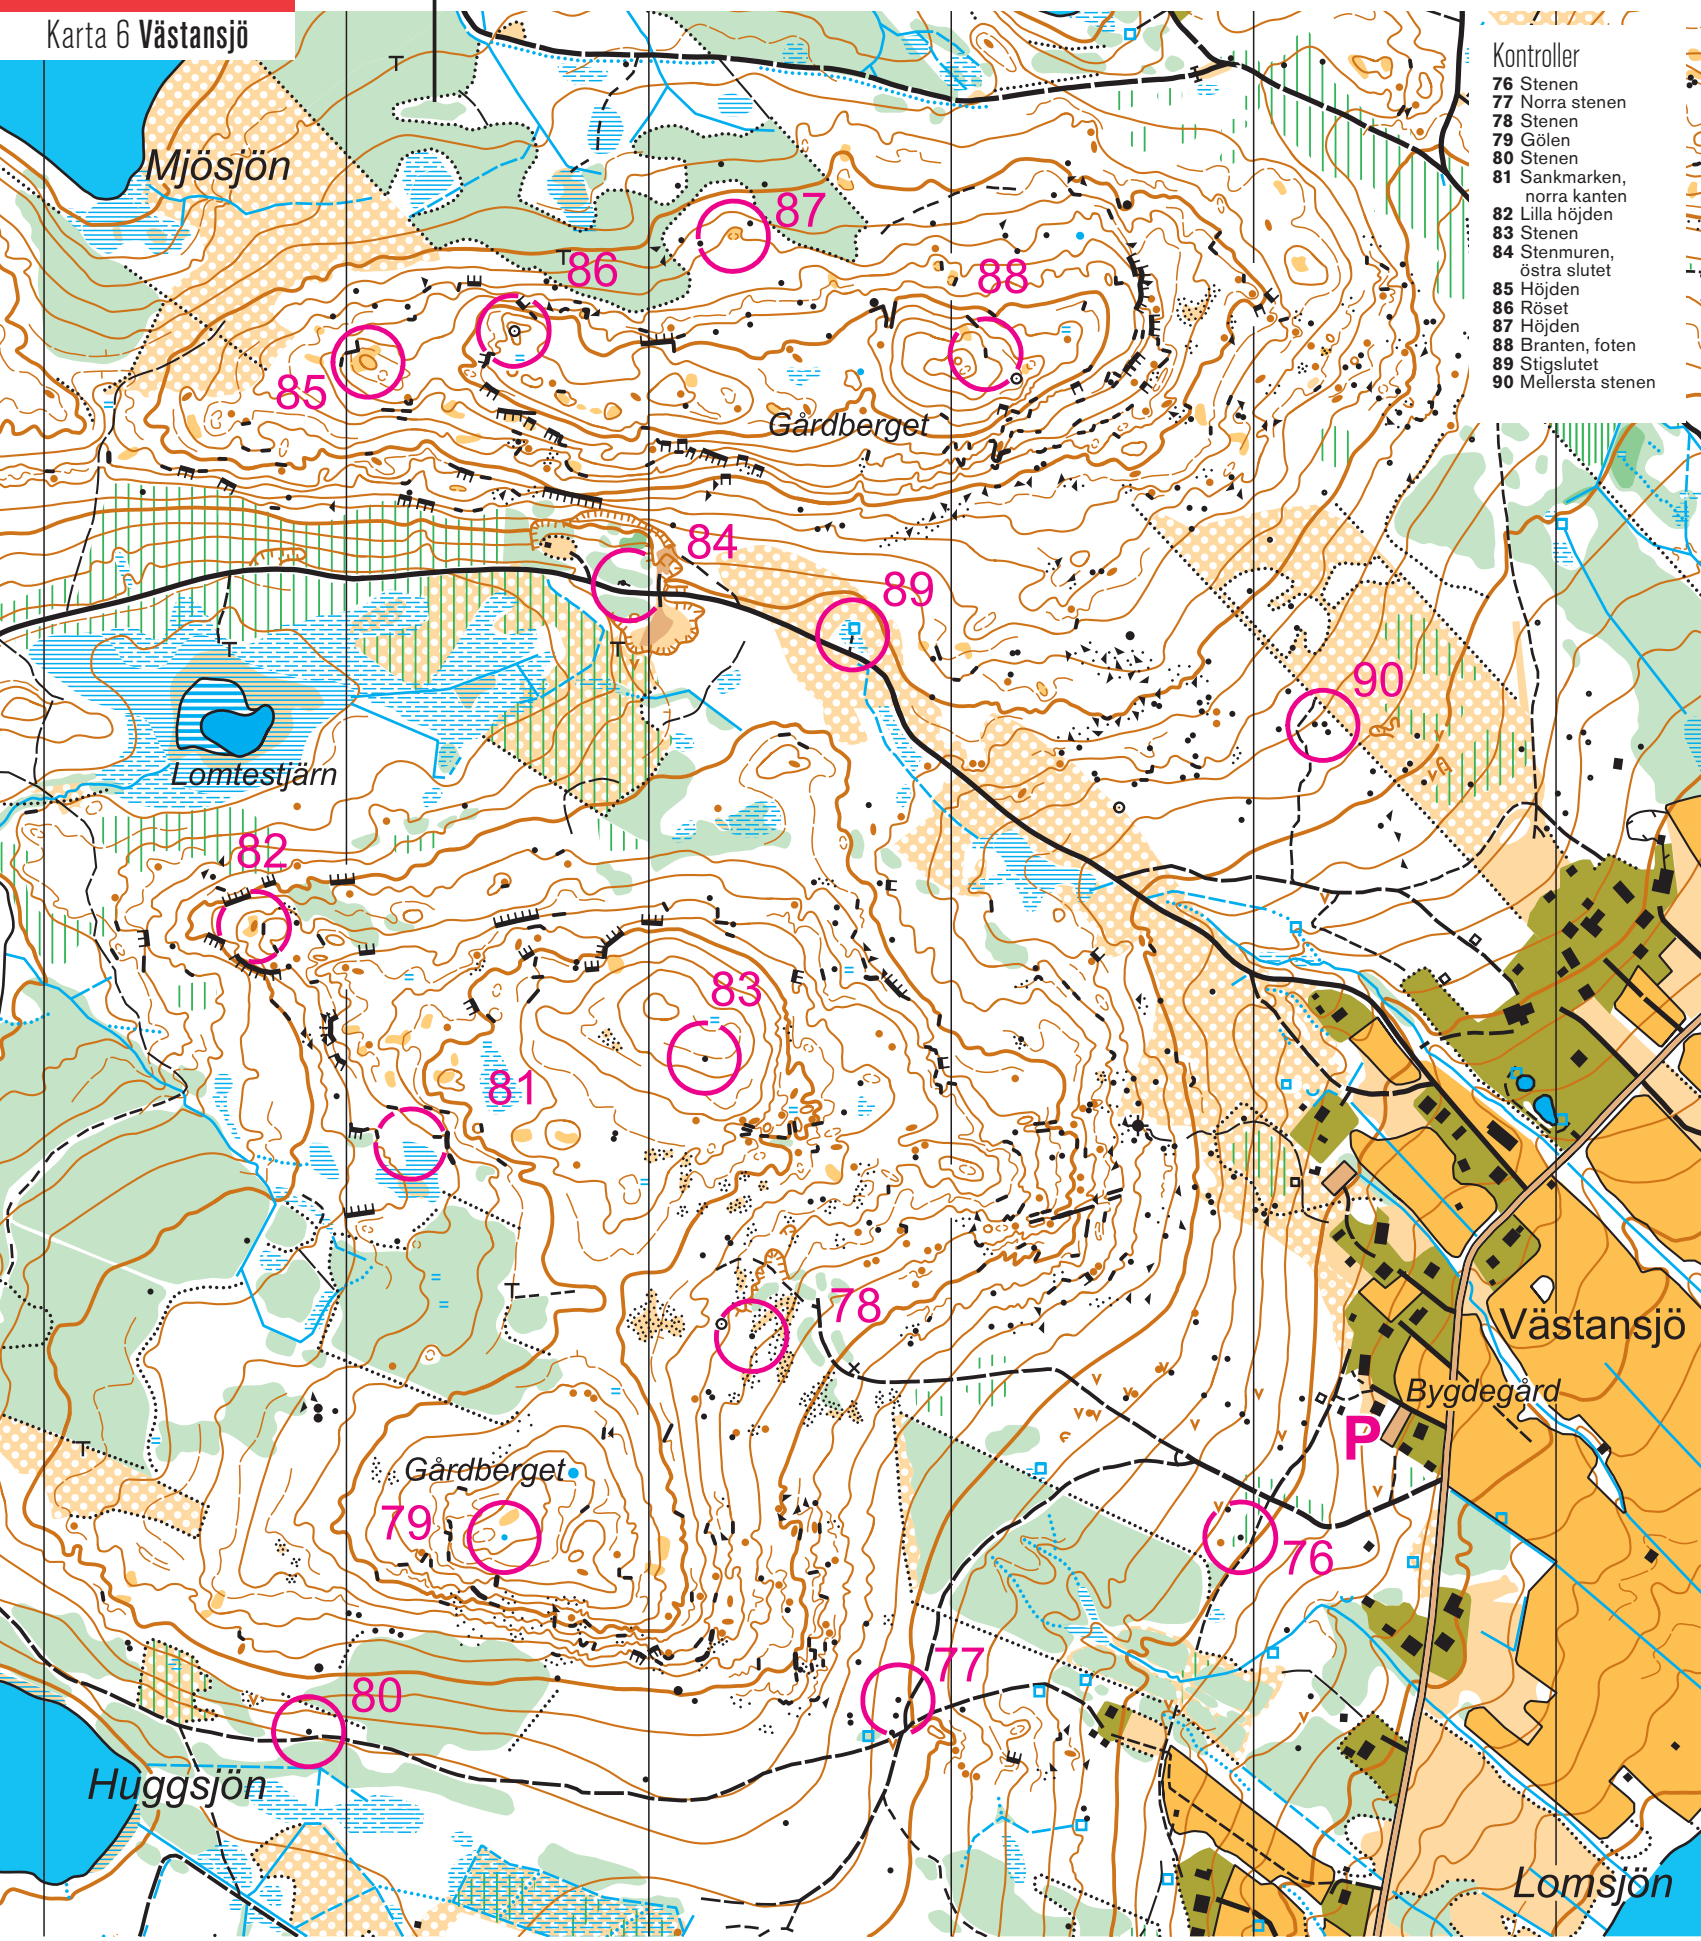 Karta 6 Västansjö
Kontroller
76 Stenen
77 Norra stenen
78 Stenen
79 Gölen
80 Stenen
81 Sankmarken,
norra kanten
82 Lilla höjden
83 Stenen
84 Stenmuren,
östra slutet
85 Höjden
86 Röset
87 Höjden
88 Branten, foten
89 Stigslutet
90 Mellersta stenen
T
Mjösjön
87
T
86
88
85
Gårdberget
84
89
T
T
90
Lomtestjärn
82
83
81
T
78
Västansjö
Bygdegård
P
T
Gårdberget
79
76
77
80
Huggsjön
Lomsjön